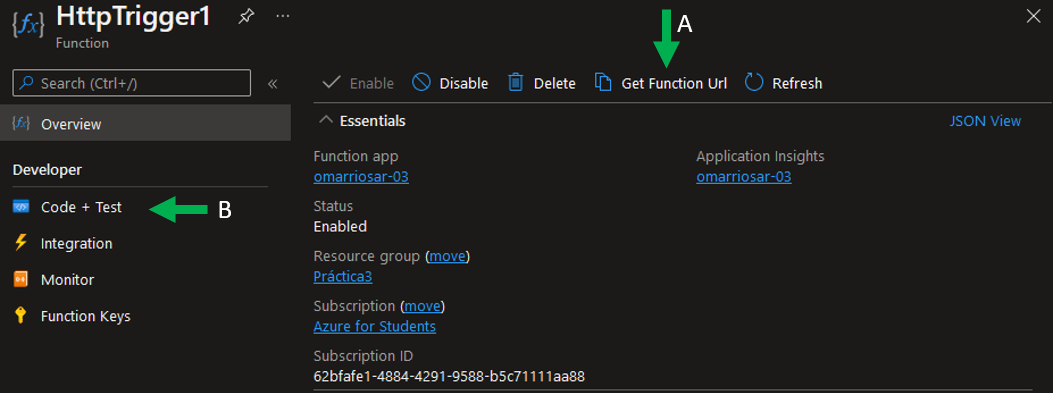 {fx} HttpTrigger1 ...
Function
A
Search (Ctrl+/) «
Enable Disable Delete Get Function Url Refresh
{fx} Overview
Essentials JSON View
Developer
Code + Test B
Integration
Monitor
Function Keys
Function app
omarriosar-03
Application Insights
omarriosar-03
Status
Enabled
Resource group (move)
Práctica3
Subscription (move)
Azure for Students
Subscription ID
62bfafe1-4884-4291-9588-b5c71111aa88